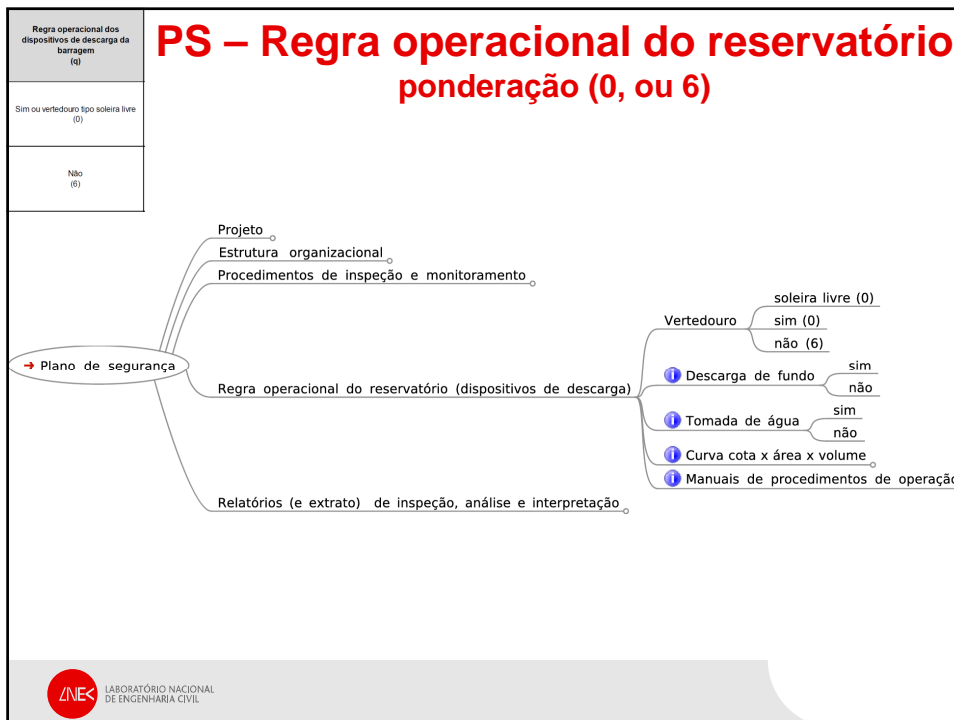 Regra operacional dos
dispositivos de descarga da
barragem
(q)
Sim ou vertedouro tipo soleira livre
(0)
Não
(6)
PS – Regra operacional do reservatório
ponderação (0, ou 6)
Projeto
Estrutura organizacional
Procedimentos de inspeção e monitoramento
soleira livre (0)
Vertedouro
sim (0)
não (6)
Plano de segurança
Descarga de fundo
sim
não
Regra operacional do reservatório (dispositivos de descarga)
Tomada de água
sim
não
Curva cota x área x volume
Manuais de procedimentos de operação
Relatórios (e extrato) de inspeção, análise e interpretação
LNEC
LABORATÓRIO NACIONAL
DE ENGENHARIA CIVIL